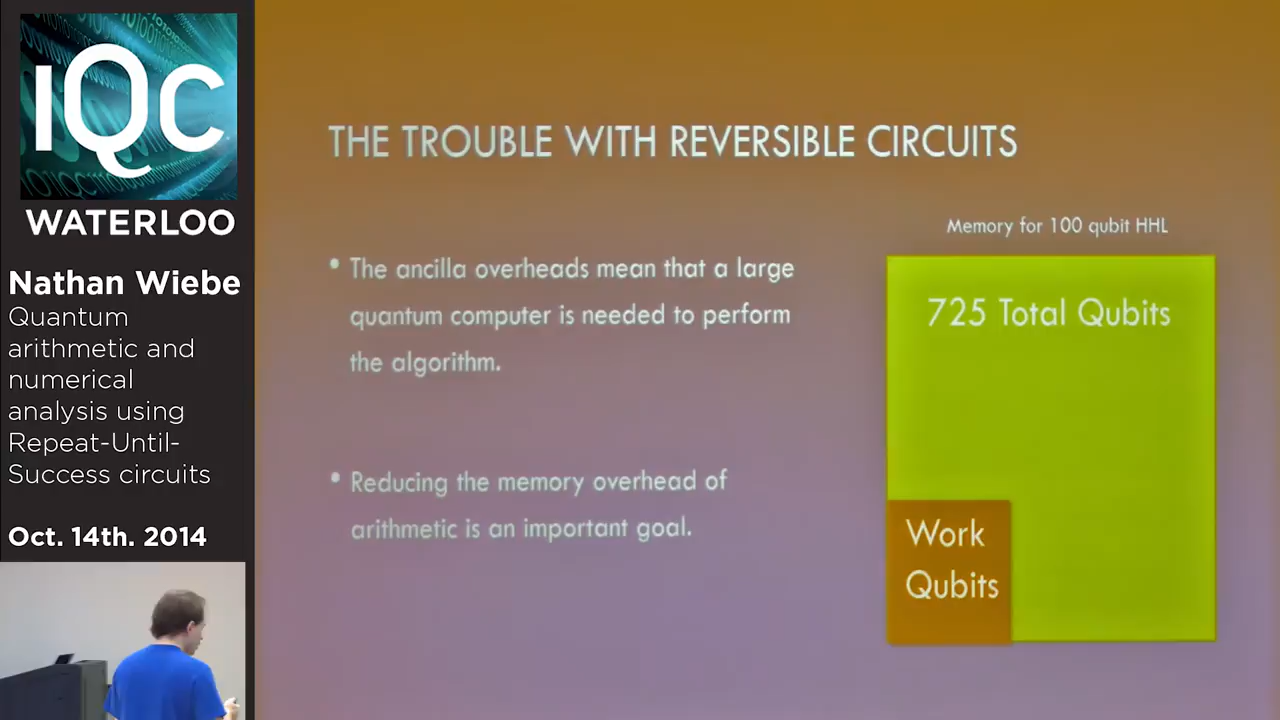 IQC
WATERLOO
Nathan Wiebe
Quantum
arithmetic and
numerical
analysis using
Repeat-Until-
Success circuits
Oct. 14th. 2014
THE TROUBLE WITH REVERSIBLE CIRCUITS
• The ancilla overheads mean that a large
quantum computer is needed to perform
the algorithm.
• Reducing the memory overhead of
arithmetic is an important goal.
Memory for 100 qubit HHL
725 Total Qubits
Work
Qubits